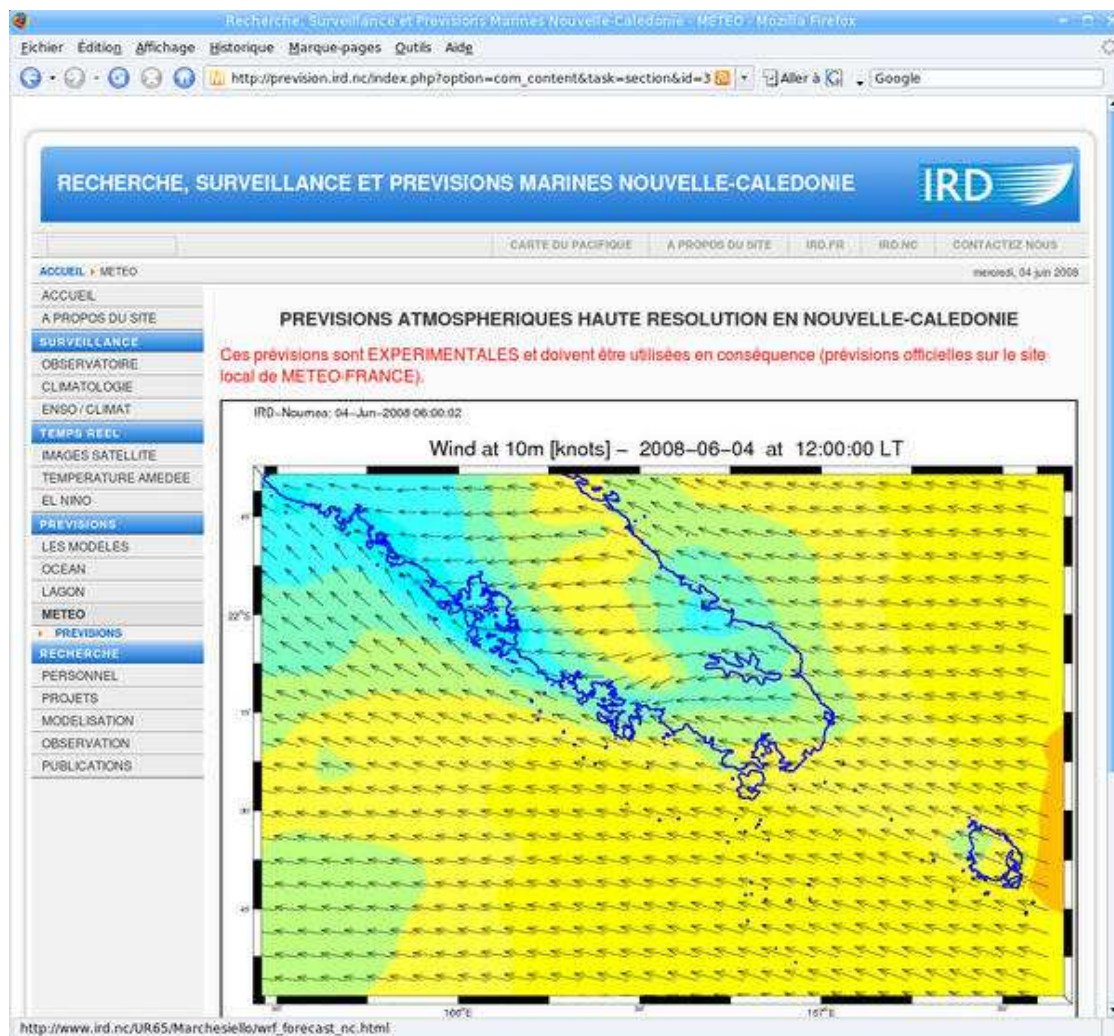 Recherche, Surveillance et Previsions Marines Nouvelle-Caledonie - METEO - Mozilla Firefox
Eichier Édition Affichage Historique Marque-pages Outils Aide
http://prevision.ird.nc/index.php?option=com_content&task=section&id=3 Aller à Google
RECHERCHE, SURVEILLANCE ET PREVISIONS MARINES NOUVELLE-CALEDONIE
IRD
CARTE DU PACIFIQUE A PROPOS DU SITE IRD.FR IRD.NC CONTACTEZ NOUS
ACCUEIL METEO
mercredi, 04 juin 2008
ACCUEIL
A PROPOS DU SITE
SURVEILLANCE
OBSERVATOIRE
CLIMATOLOGIE
ENSO / CLIMAT
TEMPS REEL
IMAGES SATELLITE
TEMPERATURE AMEDEE
EL NINO
PREVISIONS
LES MODELES
OCEAN
LAGON
METEO
PREVISIONS
RECHERCHE
PERSONNEL
PROJETS
MODELISATION
OBSERVATION
PUBLICATIONS
PREVISIONS ATMOSPHERIQUES HAUTE RESOLUTION EN NOUVELLE-CALEDONIE
Ces prévisions sont EXPERIMENTALES et doivent être utilisées en conséquence (prévisions officielles sur le site
local de METEO-FRANCE).
IRD-Noumea: 04-Jun-2008 06:00:02
Wind at 10m [knots] – 2008-06-04 at 12:00:00 LT
22°S
166°E 167°E
http://www.ird.nc/UR65/Marchesiello/wrf_forecast_nc.html